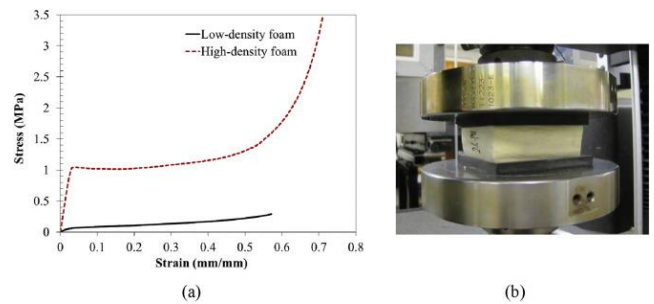 Low-density foam
High-density foam
Stress (MPa)
3.5
3
2.5
2
1.5
1
0.5
0
0 0.1 0.2 0.3 0.4 0.5 0.6 0.7 0.8
Strain (mm/mm)
(a)
(b)